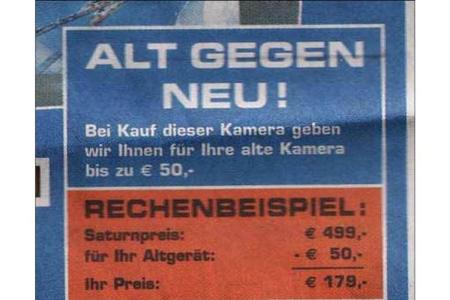 ALT GEGEN
NEU!
Bei Kauf dieser Kamera geben
wir Ihnen für Ihre alte Kamera
bis zu € 50,-
RECHENBEISPIEL:
Saturnpreis: € 499,-
für Ihr Altgerät: - € 50,-
Ihr Preis: € 179,-